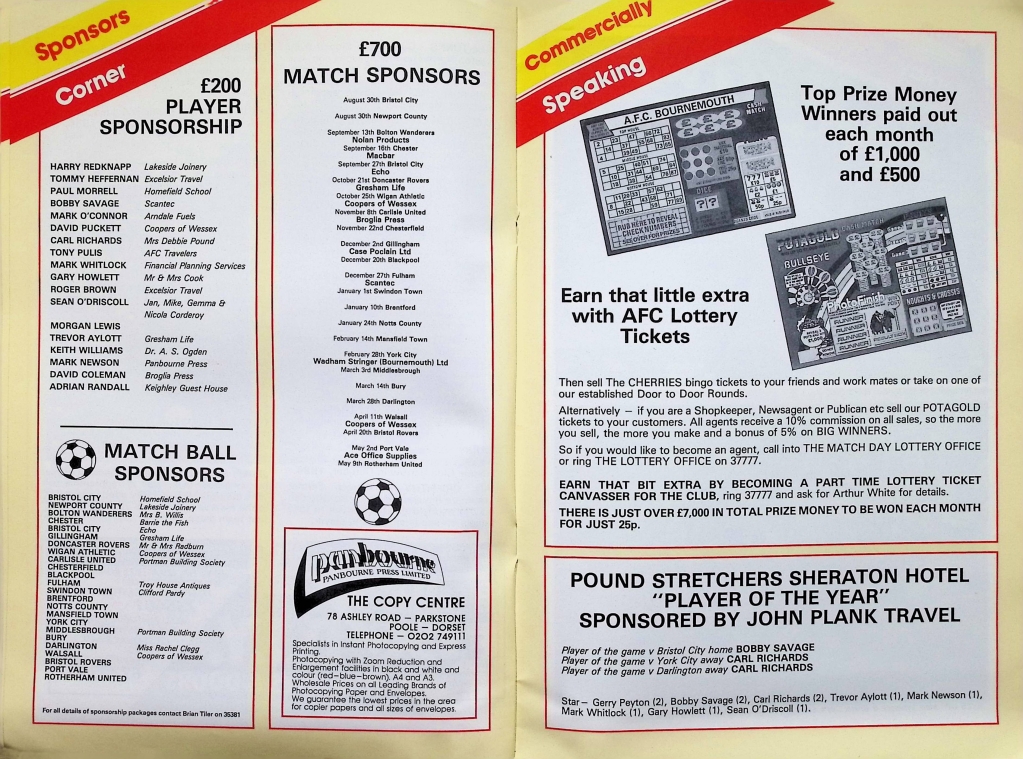 Sponsors
Corner
£200
PLAYER
SPONSORSHIP
HARRY REDKNAPP Lakeside Joinery
TOMMY HEFFERNAN Excelsior Travel
PAUL MORRELL Homefield School
BOBBY SAVAGE Scantec
MARK O'CONNOR Arndale Fuels
DAVID PUCKETT Coopers of Wessex
CARL RICHARDS Mrs Debbie Pound
TONY PULIS AFC Travelers
MARK WHITLOCK Financial Planning Services
GARY HOWLETT Mr & Mrs Cook
ROGER BROWN Excelsior Travel
SEAN O'DRISCOLL Jan, Mike, Gemma &
Nicola Corderoy
MORGAN LEWIS
TREVOR AYLOTT Gresham Life
KEITH WILLIAMS Dr. A. S. Ogden
MARK NEWSON Panbourne Press
DAVID COLEMAN Broglia Press
ADRIAN RANDALL Keighley Guest House
MATCH BALL
SPONSORS
BRISTOL CITY Homefield School
NEWPORT COUNTY Lakeside Joinery
BOLTON WANDERERS Mrs B. Willis
CHESTER Barrie the Fish
BRISTOL CITY Echo
GILLINGHAM Gresham Life
DONCASTER ROVERS Mr & Mrs Radburn
WIGAN ATHLETIC Coopers of Wessex
CARLISLE UNITED Portman Building Society
CHESTERFIELD
BLACKPOOL
FULHAM Troy House Antiques
SWINDON TOWN Clifford Pardy
BRENTFORD
NOTTS COUNTY
MANSFIELD TOWN
YORK CITY
MIDDLESBROUGH Portman Building Society
BURY
DARLINGTON Miss Rachel Clegg
WALSALL Coopers of Wessex
BRISTOL ROVERS
PORT VALE
ROTHERHAM UNITED
For all details of sponsorship packages contact Brian Tiler on 35381
£700
MATCH SPONSORS
August 30th Bristol City
August 30th Newport County
September 13th Bolton Wanderers
Nolan Products
September 16th Chester
Macbar
September 27th Bristol City
Echo
October 21st Doncaster Rovers
Gresham Life
October 25th Wigan Athletic
Coopers of Wessex
November 8th Carlisle United
Broglia Press
November 22nd Chesterfield
December 2nd Gillingham
Case Poclain Ltd
December 20th Blackpool
December 27th Fulham
Scantec
January 1st Swindon Town
January 10th Brentford
January 24th Notts County
February 14th Mansfield Town
February 28th York City
Wadham Stringer (Bournemouth) Ltd
March 3rd Middlesbrough
March 14th Bury
March 28th Darlington
April 11th Walsall
Coopers of Wessex
April 20th Bristol Rovers
May 2nd Port Vale
Ace Office Supplies
May 9th Rotherham United
panbourne
PANBOURNE PRESS LIMITED
THE COPY CENTRE
78 ASHLEY ROAD — PARKSTONE
POOLE — DORSET
TELEPHONE — 0202 749111
Specialists in Instant Photocopying and Express
Printing.
Photocopying with Zoom Reduction and
Enlargement facilities in black and white and
colour (red–blue–brown). A4 and A3.
Wholesale Prices on all Leading Brands of
Photocopying Paper and Envelopes.
We guarantee the lowest prices in the area
for copier papers and all sizes of envelopes.
Commercially
Speaking
A.F.C. BOURNEMOUTH
CASH
MATCH
DICE
RUB HERE TO REVEAL
CHECK NUMBERS
SEE OVER FOR PRIZES
Top Prize Money
Winners paid out
each month
of £1,000
and £500
POTAGOLD
BULLSEYE
Photo Finish
NOUGHTS & CROSSES
RUNNER
RUNNER
RUNNER
RUNNER
Earn that little extra
with AFC Lottery
Tickets
Then sell The CHERRIES bingo tickets to your friends and work mates or take on one of
our established Door to Door Rounds.
Alternatively — if you are a Shopkeeper, Newsagent or Publican etc sell our POTAGOLD
tickets to your customers. All agents receive a 10% commission on all sales, so the more
you sell, the more you make and a bonus of 5% on BIG WINNERS.
So if you would like to become an agent, call into THE MATCH DAY LOTTERY OFFICE
or ring THE LOTTERY OFFICE on 37777.
EARN THAT BIT EXTRA BY BECOMING A PART TIME LOTTERY TICKET
CANVASSER FOR THE CLUB, ring 37777 and ask for Arthur White for details.
THERE IS JUST OVER £7,000 IN TOTAL PRIZE MONEY TO BE WON EACH MONTH
FOR JUST 25p.
POUND STRETCHERS SHERATON HOTEL
"PLAYER OF THE YEAR"
SPONSORED BY JOHN PLANK TRAVEL
Player of the game v Bristol City home BOBBY SAVAGE
Player of the game v York City away CARL RICHARDS
Player of the game v Darlington away CARL RICHARDS
Star— Gerry Peyton (2), Bobby Savage (2), Carl Richards (2), Trevor Aylott (1), Mark Newson (1),
Mark Whitlock (1), Gary Howlett (1), Sean O'Driscoll (1).